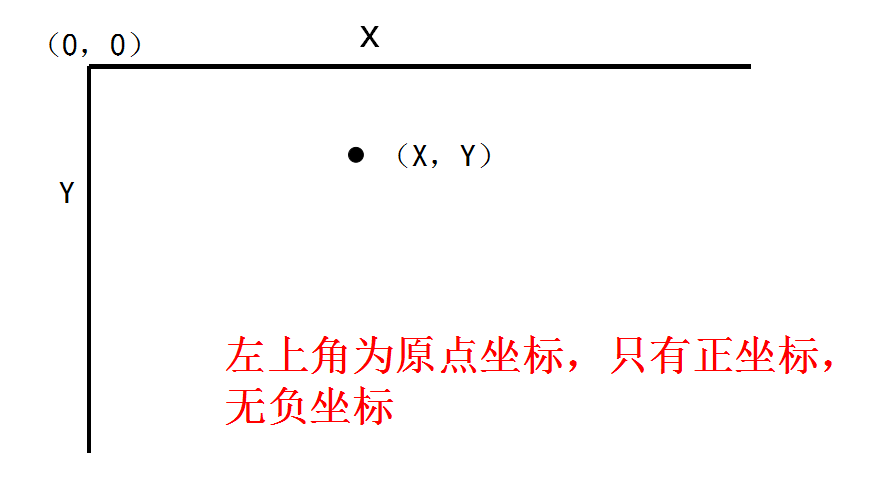 （0，0）
X
（X，Y）
Y
左上角为原点坐标，只有正坐标，
无负坐标